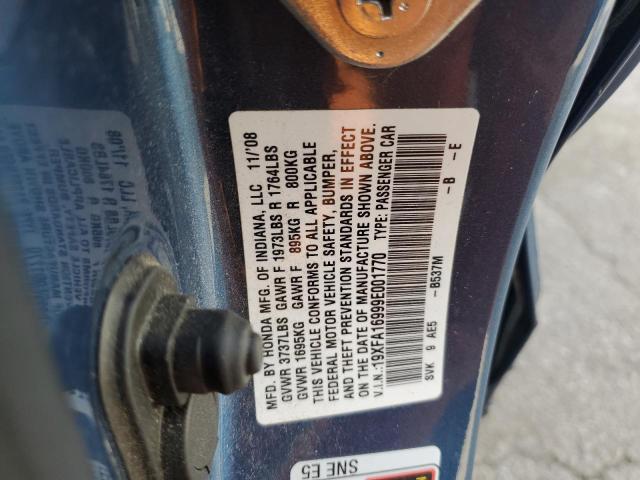 MFD. BY HONDA MFG. OF INDIANA, LLC 11/'08
GVWR 3737LBS GAWR F 1973LBS R 1764LBS
GVWR 1695KG GAWR F 895KG R 800KG
THIS VEHICLE CONFORMS TO ALL APPLICABLE
FEDERAL MOTOR VEHICLE SAFETY, BUMPER,
AND THEFT PREVENTION STANDARDS IN EFFECT
ON THE DATE OF MANUFACTURE SHOWN ABOVE.
V.I.N.:19XFA16999E001770 TYPE: PASSENGER CAR
SVK 9 AE5 -B537M -B -E
SNE E5